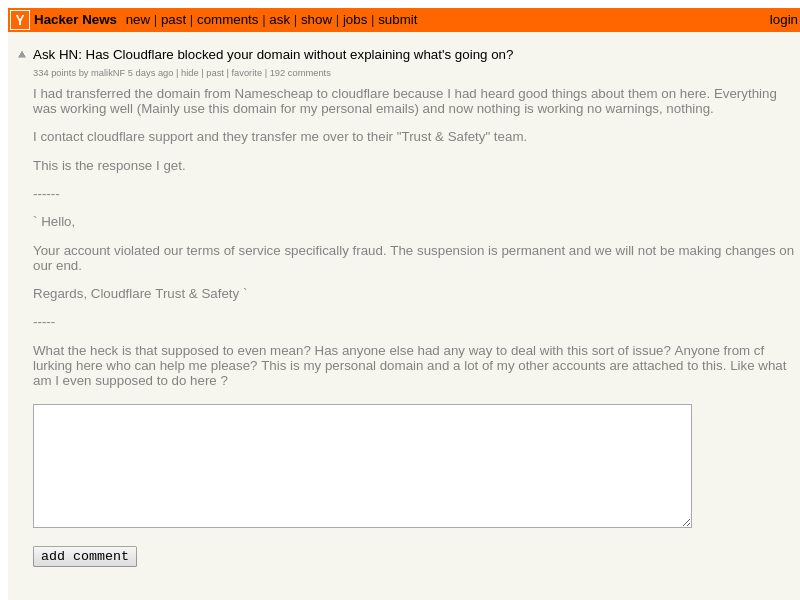 Y Hacker News new | past | comments | ask | show | jobs | submit login
Ask HN: Has Cloudflare blocked your domain without explaining what's going on?
334 points by malikNF 5 days ago | hide | past | favorite | 192 comments
I had transferred the domain from Namescheap to cloudflare because I had heard good things about them on here. Everything
was working well (Mainly use this domain for my personal emails) and now nothing is working no warnings, nothing.
I contact cloudflare support and they transfer me over to their "Trust & Safety" team.
This is the response I get.
------
` Hello,
Your account violated our terms of service specifically fraud. The suspension is permanent and we will not be making changes on
our end.
Regards, Cloudflare Trust & Safety `
-----
What the heck is that supposed to even mean? Has anyone else had any way to deal with this sort of issue? Anyone from cf
lurking here who can help me please? This is my personal domain and a lot of my other accounts are attached to this. Like what
am I even supposed to do here ?
add comment